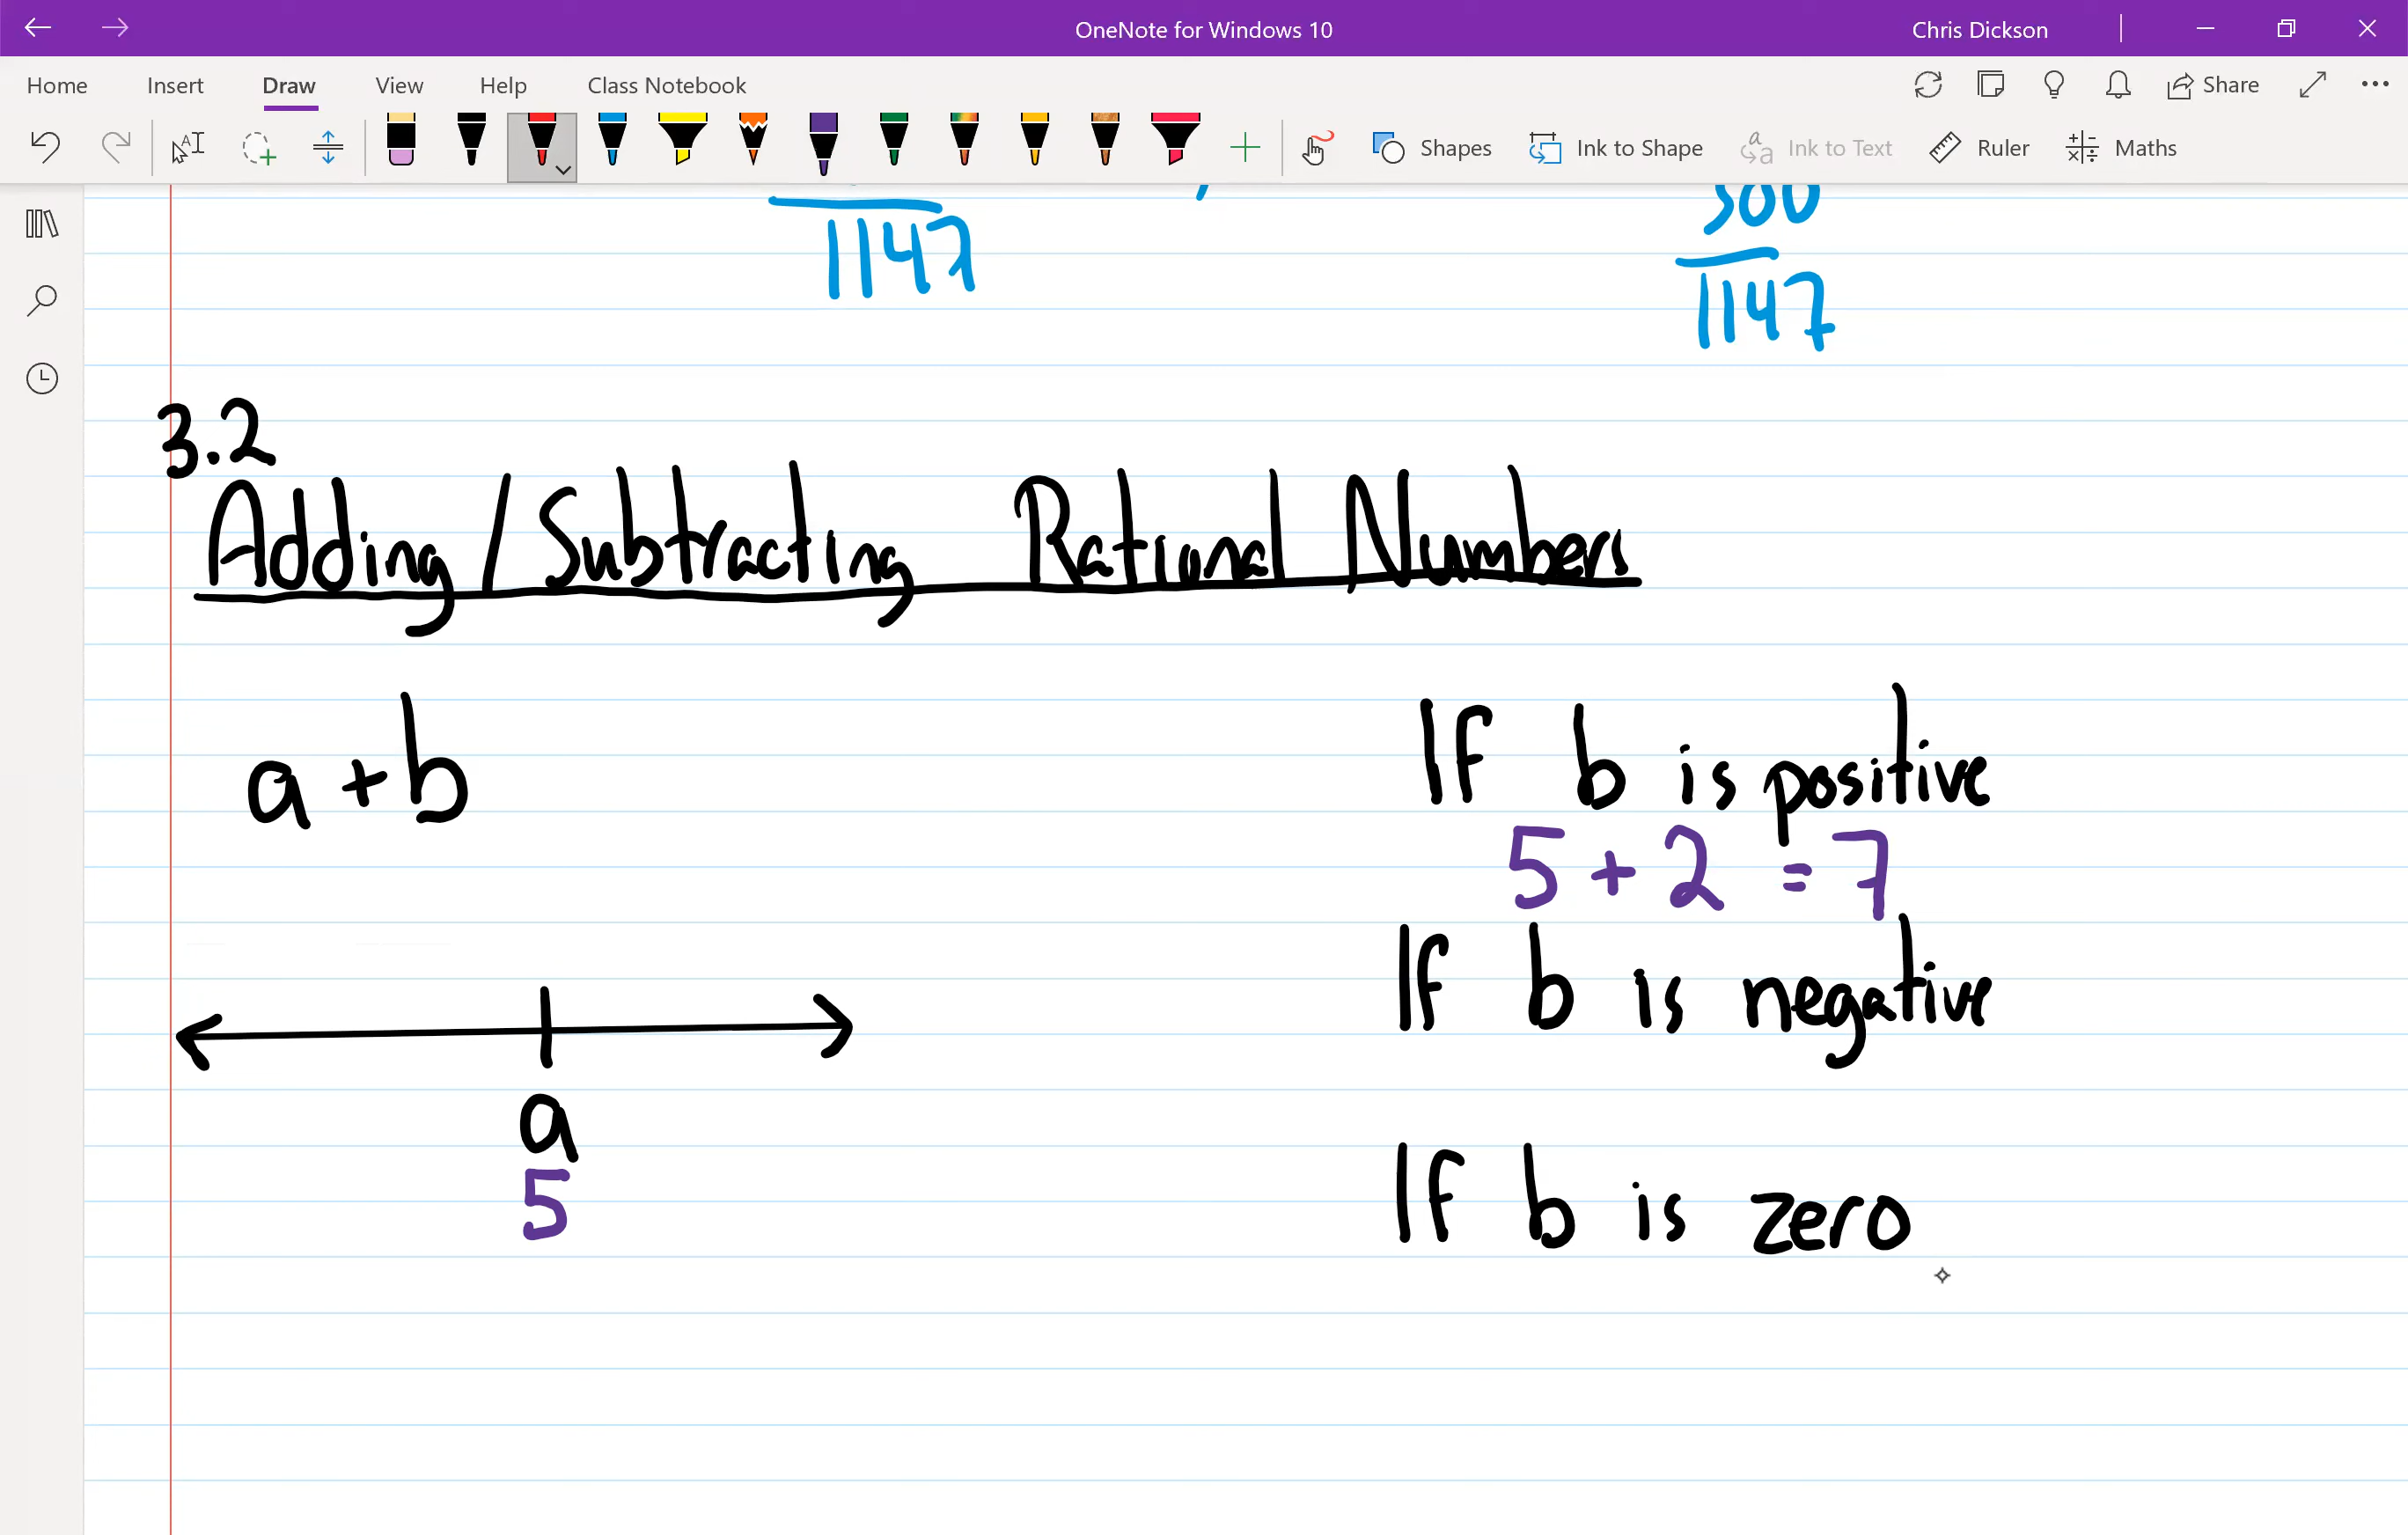 OneNote for Windows 10
Chris Dickson
Home Insert Draw View Help Class Notebook Share
Shapes Ink to Shape Ink to Text Ruler Maths
300
1147
1147
3.2
Adding / Subtracting Rational Numbers
a + b
If b is positive
5 + 2 = 7
If b is negative
a
5
If b is zero